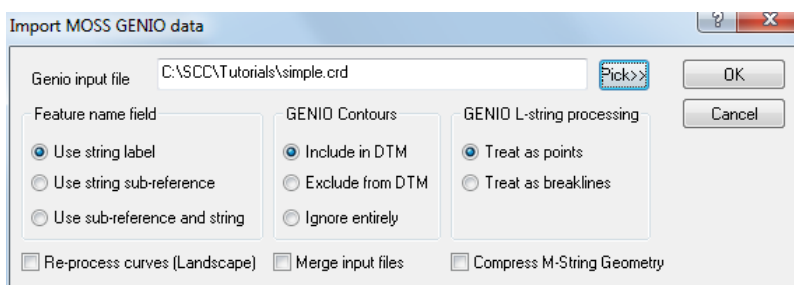 Import MOSS GENIO data
? X
Genio input file C:\SCC\Tutorials\simple.crd Pick>> OK
Feature name field GENIO Contours GENIO L-string processing Cancel
Use string label Include in DTM Treat as points
Use string sub-reference Exclude from DTM Treat as breaklines
Use sub-reference and string Ignore entirely
Re-process curves (Landscape) Merge input files Compress M-String Geometry